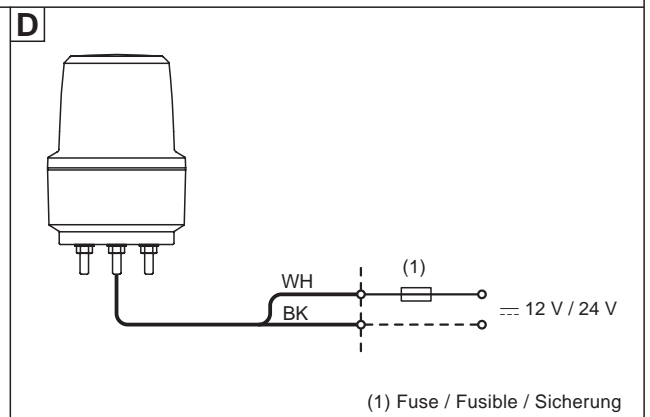 D
(1)
WH
BK
⎓ 12 V / 24 V
(1) Fuse / Fusible / Sicherung